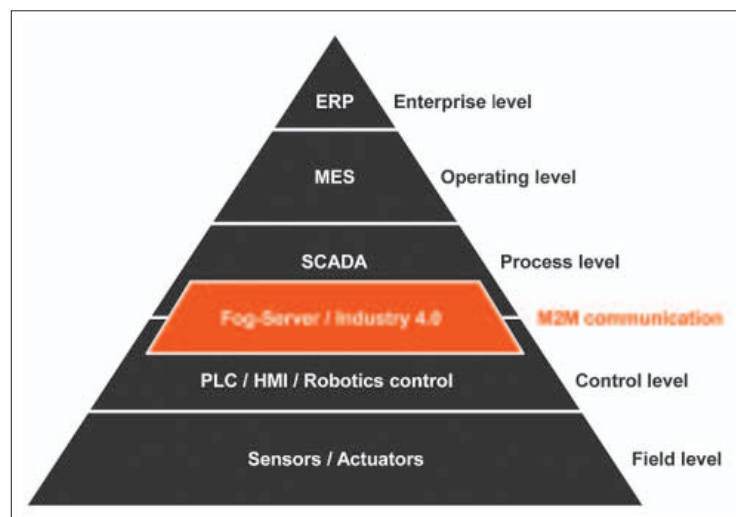 ERP Enterprise level
MES Operating level
SCADA Process level
Fog-Server / Industry 4.0 M2M communication
PLC / HMI / Robotics control Control level
Sensors / Actuators Field level